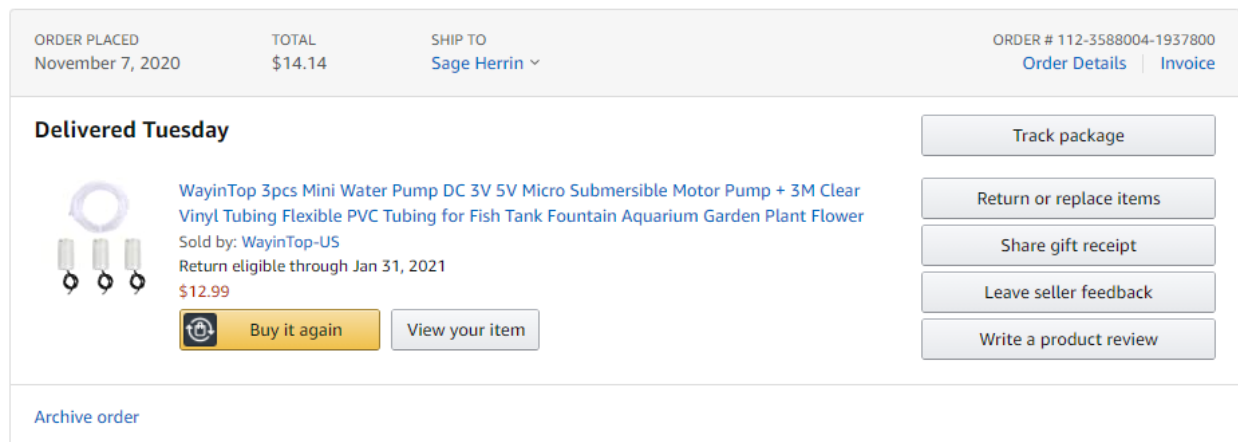 ORDER PLACED
November 7, 2020
TOTAL
$14.14
SHIP TO
Sage Herrin
ORDER # 112-3588004-1937800
Order Details
Invoice
Delivered Tuesday
WayinTop 3pcs Mini Water Pump DC 3V 5V Micro Submersible Motor Pump + 3M Clear
Vinyl Tubing Flexible PVC Tubing for Fish Tank Fountain Aquarium Garden Plant Flower
Sold by: WayinTop-US
Return eligible through Jan 31, 2021
$12.99
Buy it again
View your item
Track package
Return or replace items
Share gift receipt
Leave seller feedback
Write a product review
Archive order